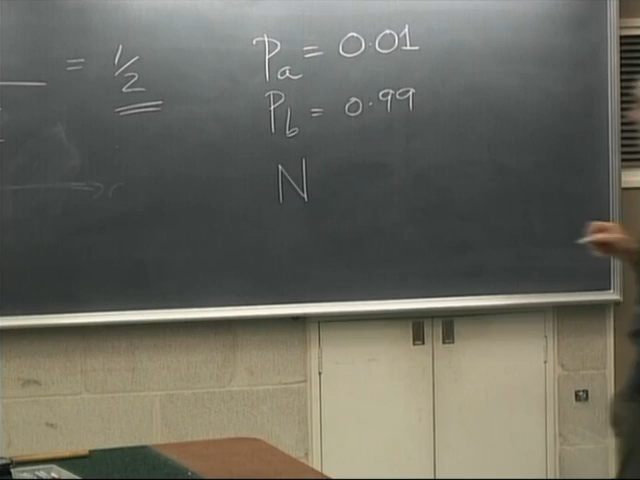 = 1/2
Pa = 0.01
Pb = 0.99
N